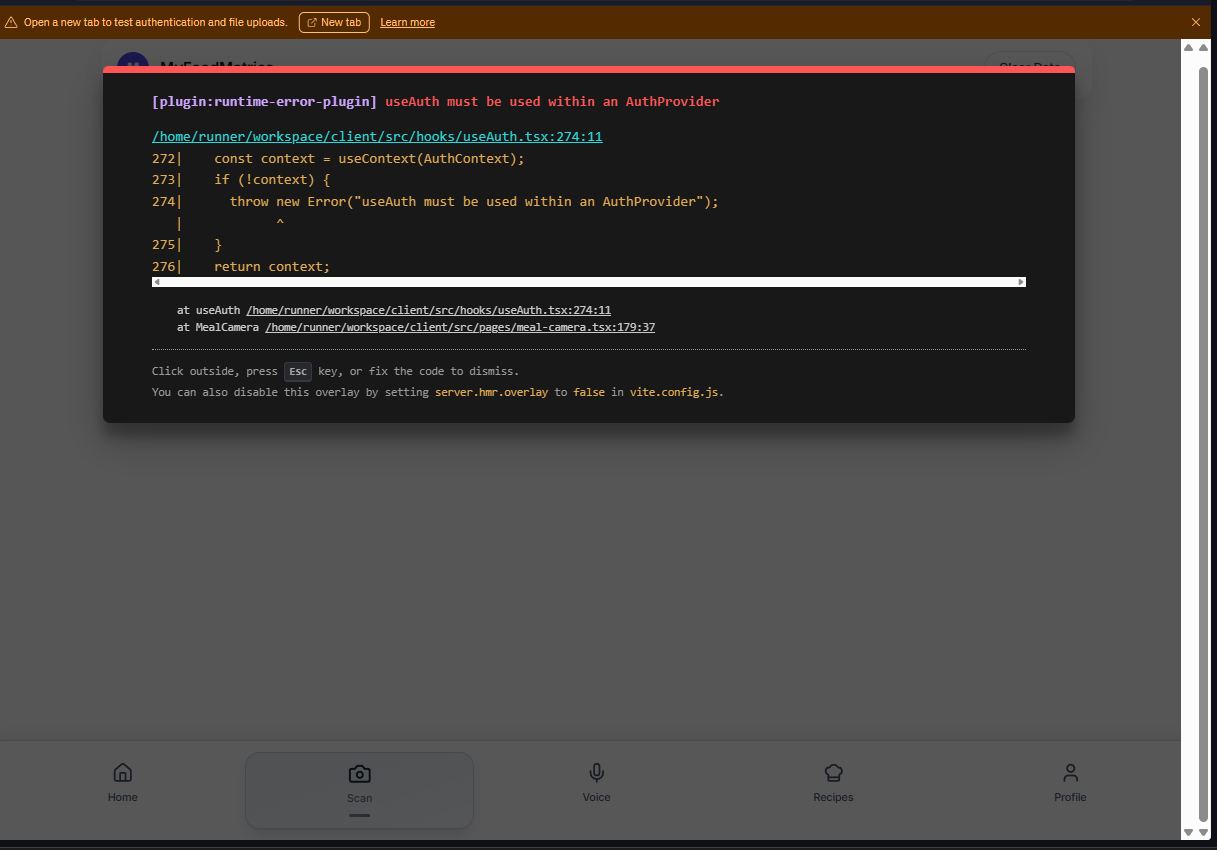 Open a new tab to test authentication and file uploads. New tab Learn more
MyFoodMetrics Clear Data
[plugin:runtime-error-plugin] useAuth must be used within an AuthProvider
/home/runner/workspace/client/src/hooks/useAuth.tsx:274:11
272| const context = useContext(AuthContext);
273| if (!context) {
274| throw new Error("useAuth must be used within an AuthProvider");
| ^
275| }
276| return context;
at useAuth /home/runner/workspace/client/src/hooks/useAuth.tsx:274:11
at MealCamera /home/runner/workspace/client/src/pages/meal-camera.tsx:179:37
Click outside, press Esc key, or fix the code to dismiss.
You can also disable this overlay by setting server.hmr.overlay to false in vite.config.js.
Home
Scan
Voice
Recipes
Profile